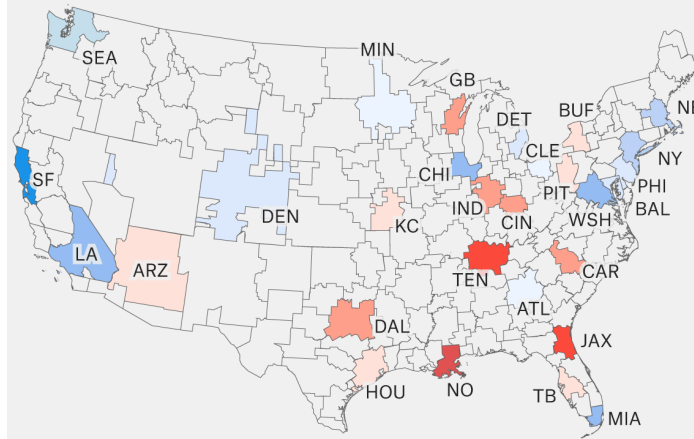 MIN
SEA
GB
DET
BUF
NE
CLE
NY
CHI
SF
PIT
PHI
IND
BAL
DEN
KC
CIN
WSH
LA
ARZ
TEN
CAR
ATL
DAL
JAX
HOU
NO
TB
MIA